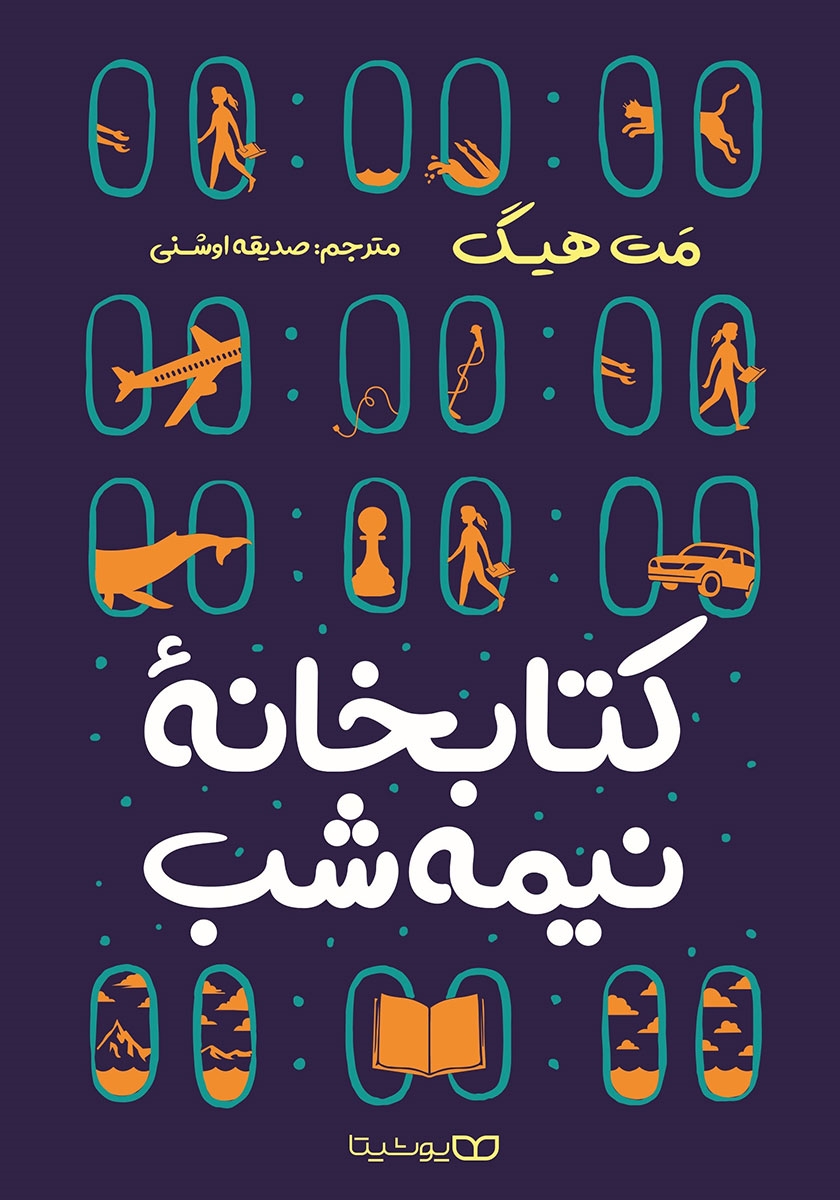 مَت هیگ
مترجم: صدیقه اوشنی
کتابخانهٔ
نیمه‌شب
یوشیتا